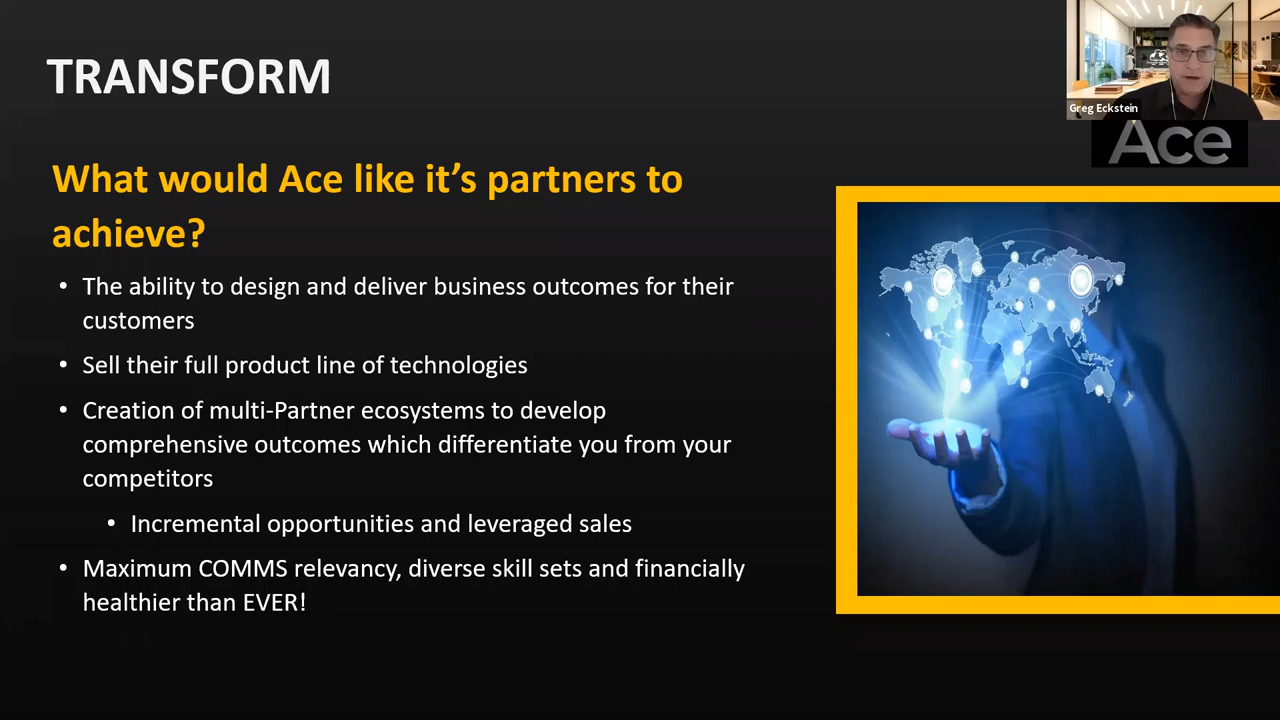 TRANSFORM
Greg Eckstein
Ace
What would Ace like it's partners to
achieve?
• The ability to design and deliver business outcomes for their
customers
• Sell their full product line of technologies
• Creation of multi-Partner ecosystems to develop
comprehensive outcomes which differentiate you from your
competitors
• Incremental opportunities and leveraged sales
• Maximum COMMS relevancy, diverse skill sets and financially
healthier than EVER!